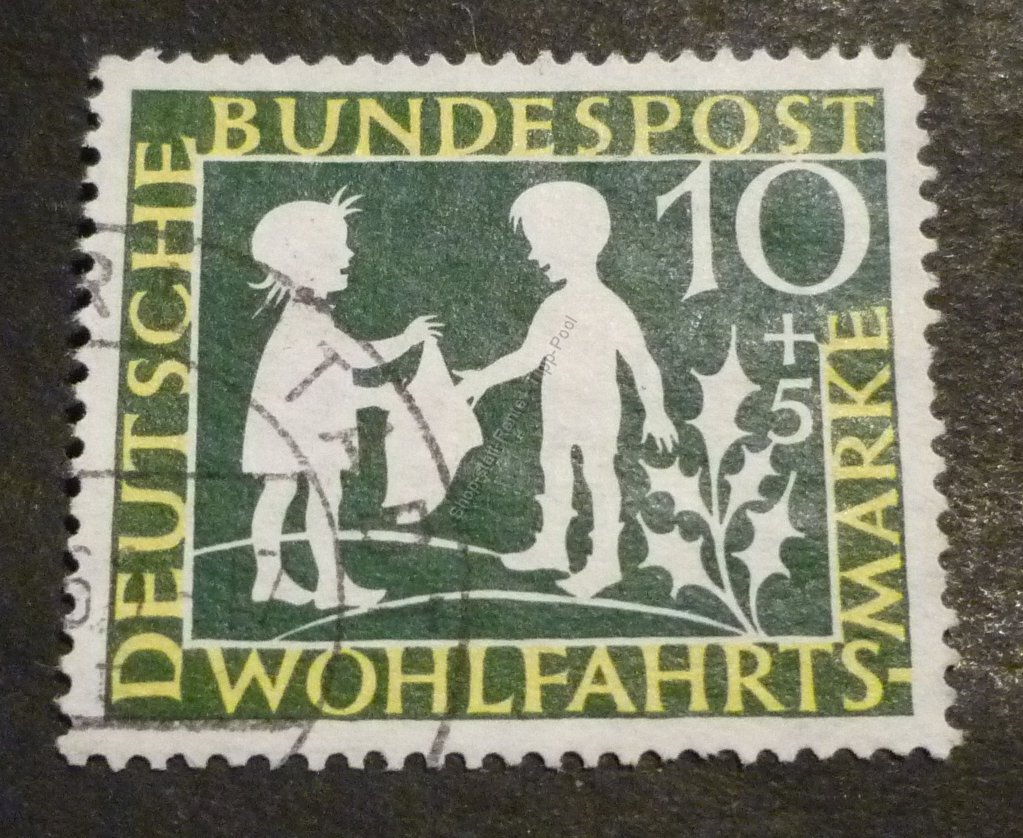 DEUTSCHE
BUNDESPOST
10
+5
WOHLFAHRTS-
MARKE